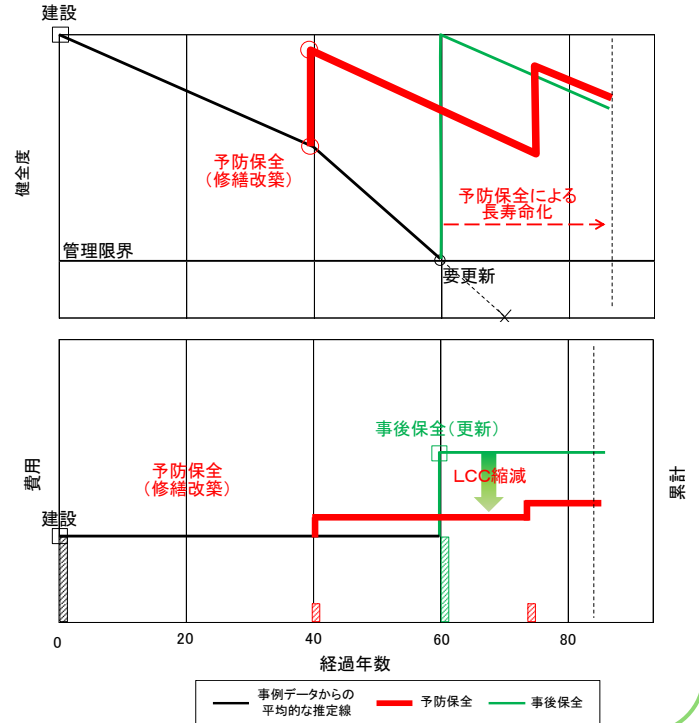 建設
健全度
予防保全
(修繕改築)
予防保全による
長寿命化
管理限界
要更新
事後保全(更新)
予防保全
(修繕改築)
LCC縮減
費用
累計
建設
0
20
40
60
80
経過年数
事例データからの
平均的な推定線
予防保全
事後保全